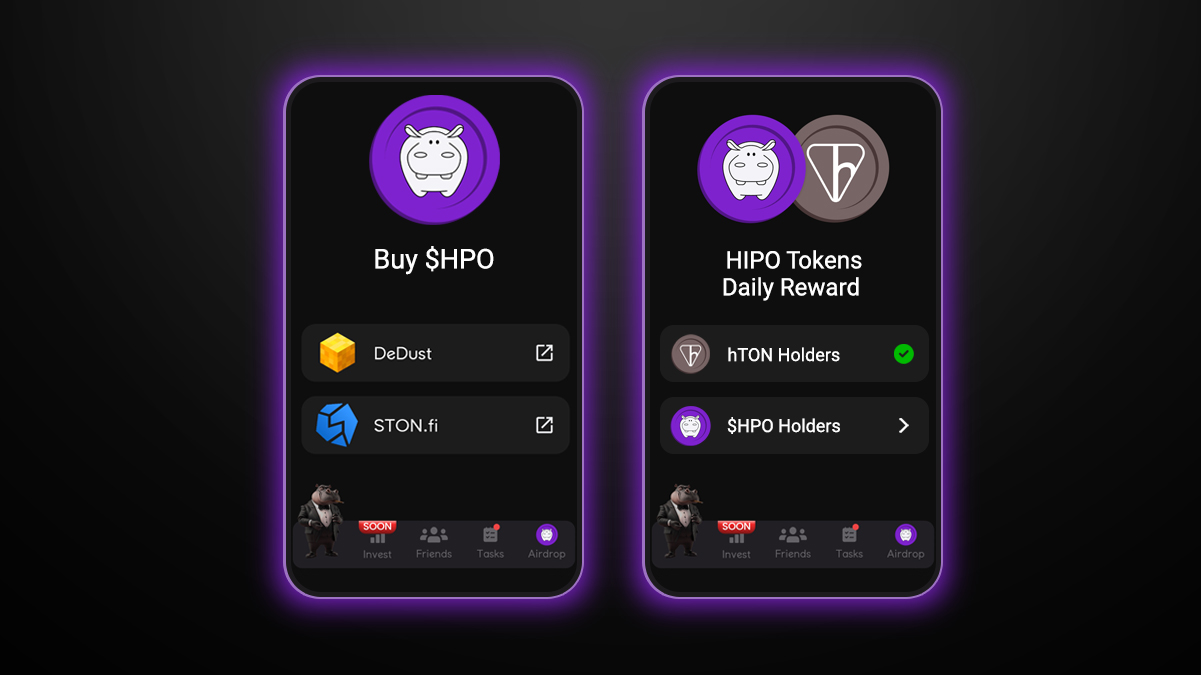 Buy $HPO
DeDust
STON.fi
SOON
Invest
Friends
Tasks
Airdrop
HIPO Tokens
Daily Reward
hTON Holders
$HPO Holders
SOON
Invest
Friends
Tasks
Airdrop